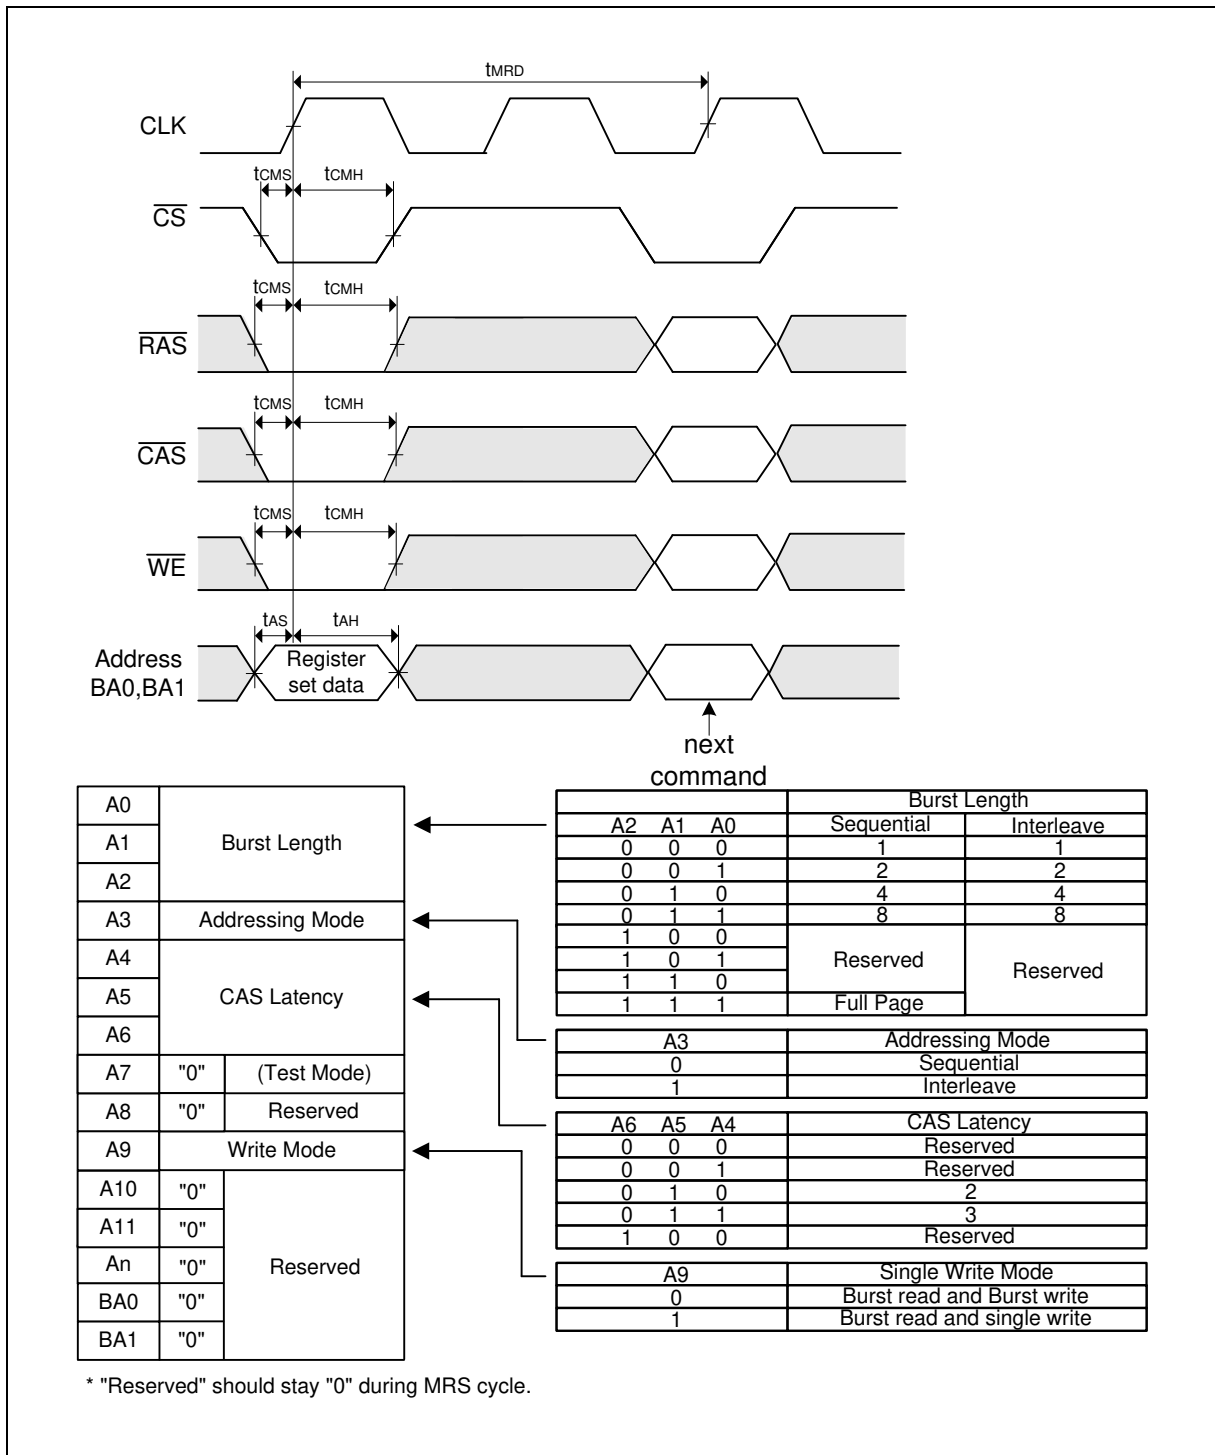 tMRD
CLK
tCMS tCMH
CS
tCMS tCMH
RAS
tCMS tCMH
CAS
tCMS tCMH
WE
tAS tAH
Address
BA0,BA1
Register
set data
next
command
A0
A1
A2
Burst Length
A3 Addressing Mode
A4
A5
A6
CAS Latency
A7 "0" (Test Mode)
A8 "0" Reserved
A9 Write Mode
A10 "0"
A11 "0"
An "0" Reserved
BA0 "0"
BA1 "0"
Burst Length
A2 A1 A0 Sequential Interleave
0 0 0 1 1
0 0 1 2 2
0 1 0 4 4
0 1 1 8 8
1 0 0
1 0 1 Reserved Reserved
1 1 0
1 1 1 Full Page
A3 Addressing Mode
0 Sequential
1 Interleave
A6 A5 A4 CAS Latency
0 0 0 Reserved
0 0 1 Reserved
0 1 0 2
0 1 1 3
1 0 0 Reserved
A9 Single Write Mode
0 Burst read and Burst write
1 Burst read and single write
* "Reserved" should stay "0" during MRS cycle.